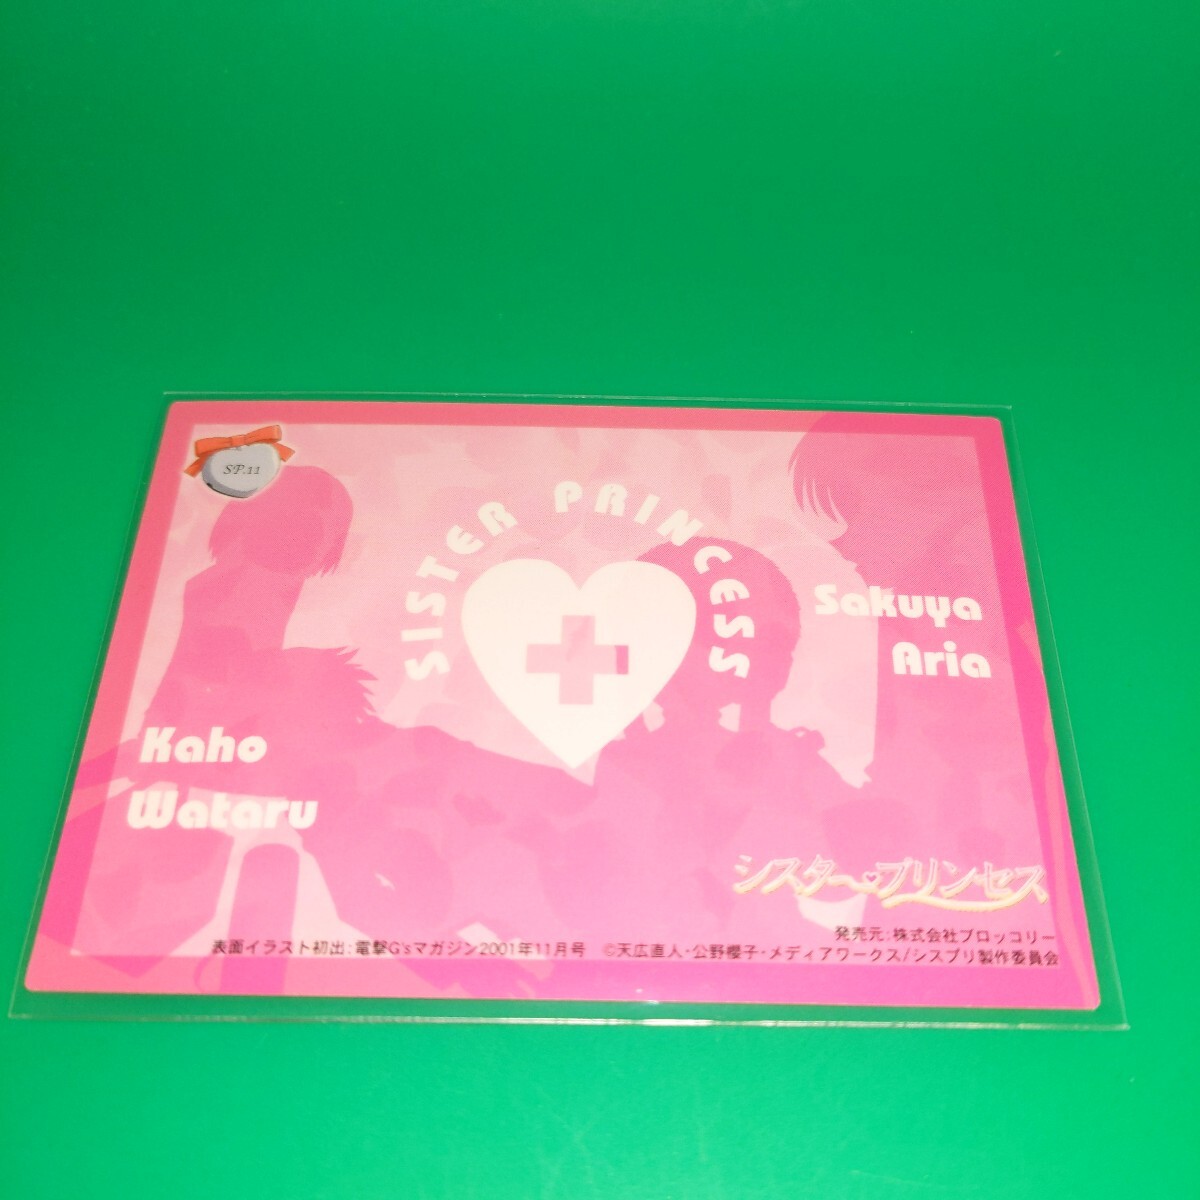 SP.11
SISTER PRINCESS
Sakuya
Aria
Kaho
Wataru
シスター・プリンセス
発売元:株式会社ブロッコリー
表面イラスト初出:電撃G'sマガジン2001年11月号 ©天広直人・公野櫻子・メディアワークス/シスプリ製作委員会